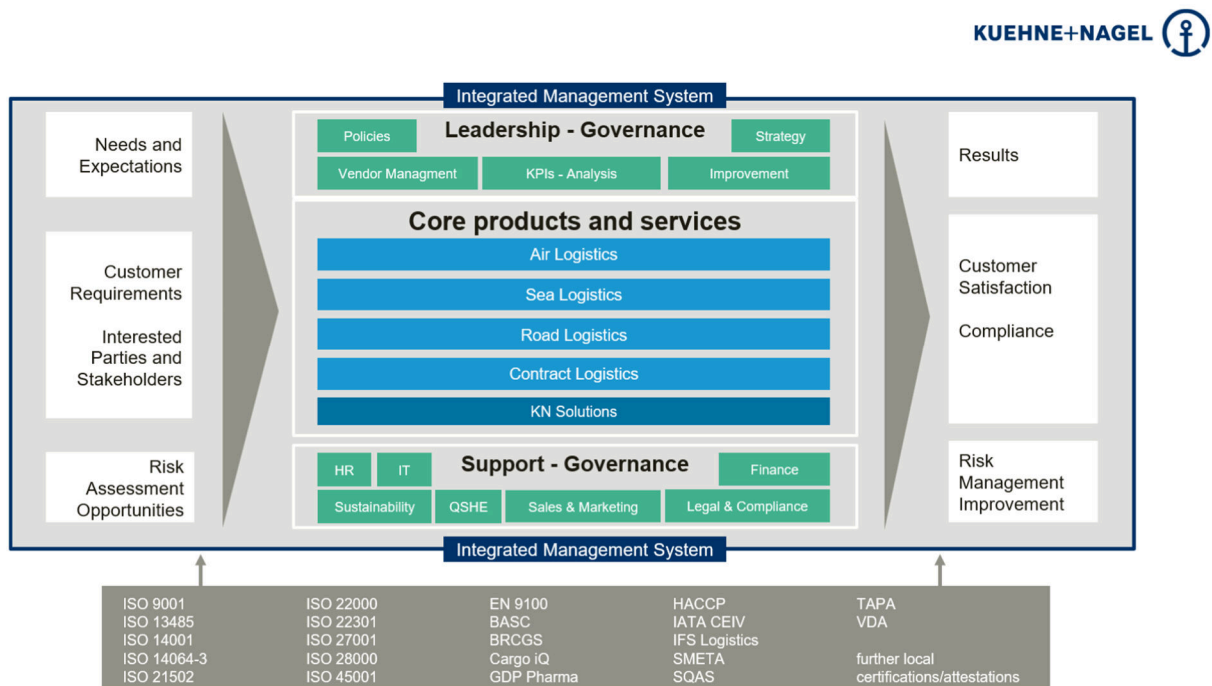 KUEHNE+NAGEL
Integrated Management System
Needs and
Expectations
Customer
Requirements
Interested
Parties and
Stakeholders
Risk
Assessment
Opportunities
Policies
Leadership - Governance
Strategy
Vendor Managment
KPIs - Analysis
Improvement
Core products and services
Air Logistics
Sea Logistics
Road Logistics
Contract Logistics
KN Solutions
HR
IT
Support - Governance
Finance
Sustainability
QSHE
Sales & Marketing
Legal & Compliance
Results
Customer
Satisfaction
Compliance
Risk
Management
Improvement
Integrated Management System
ISO 9001
ISO 13485
ISO 14001
ISO 14064-3
ISO 21502
ISO 22000
ISO 22301
ISO 27001
ISO 28000
ISO 45001
EN 9100
BASC
BRCGS
Cargo iQ
GDP Pharma
HACCP
IATA CEIV
IFS Logistics
SMETA
SQAS
TAPA
VDA
further local
certifications/attestations